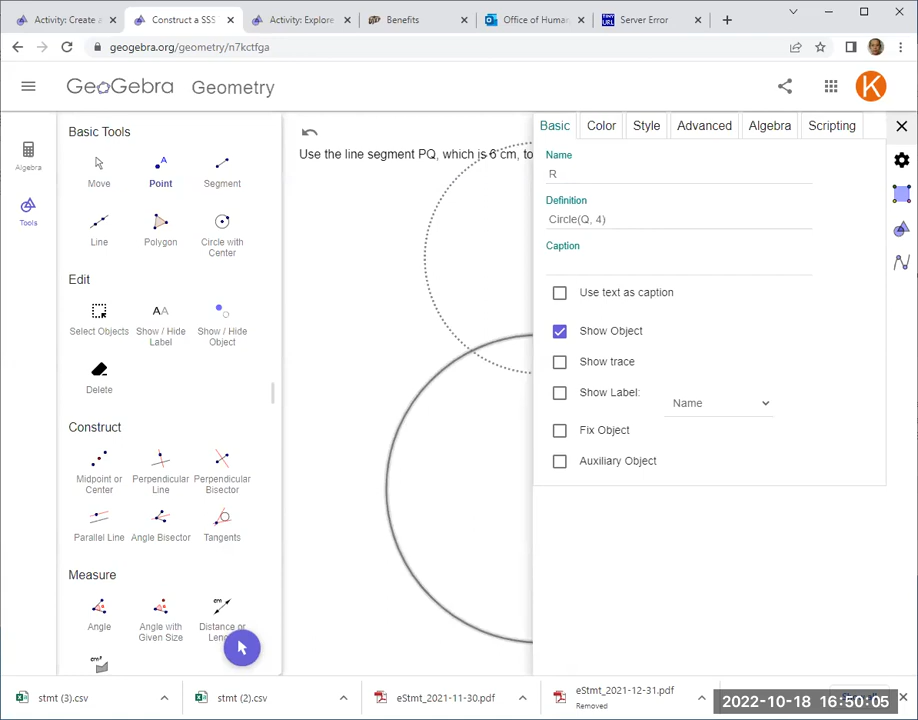 Activity: Create a
Construct a SSS
Activity: Explore
Benefits
Office of Human
TINY URL
Server Error
geogebra.org/geometry/n7kctfga
GeoGebra Geometry
K
Basic Tools
Algebra
Tools
Move
Point
Segment
Line
Polygon
Circle with Center
Edit
Select Objects
Show / Hide Label
Show / Hide Object
Delete
Construct
Midpoint or Center
Perpendicular Line
Perpendicular Bisector
Parallel Line
Angle Bisector
Tangents
Measure
Angle
Angle with Given Size
Distance or
Use the line segment PQ, which is 6 cm, to
Basic Color Style Advanced Algebra Scripting
Name
R
Definition
Circle(Q, 4)
Caption
Use text as caption
Show Object
Show trace
Show Label:
Name
Fix Object
Auxiliary Object
stmt (3).csv
stmt (2).csv
eStmt_2021-11-30.pdf
eStmt_2021-12-31.pdf
Removed
2022-10-18 16:50:05